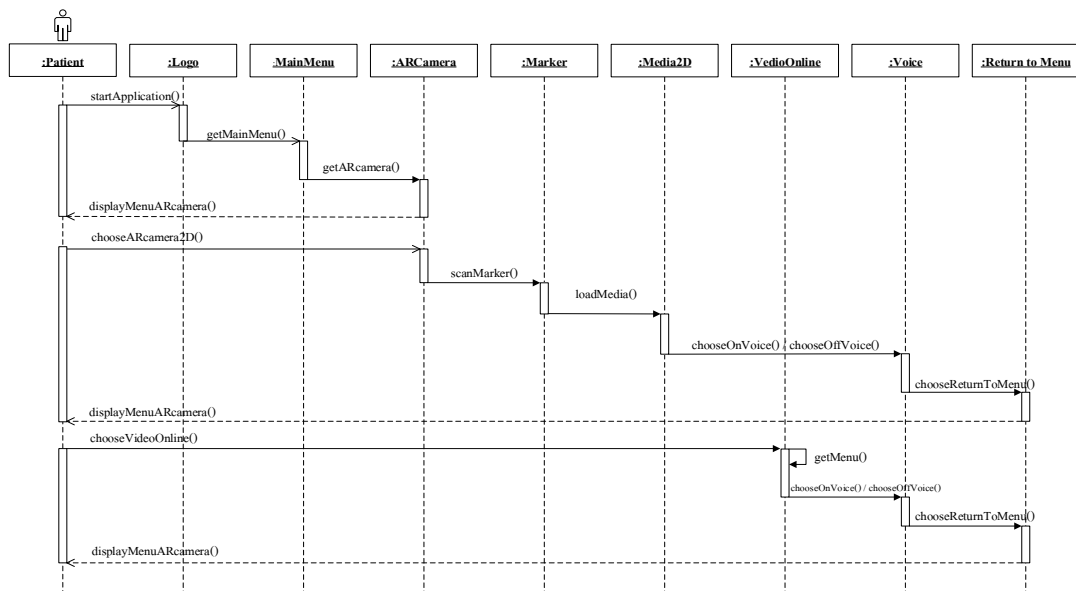 :Patient
:Logo
:MainMenu
:ARCamera
:Marker
:Media2D
:VedioOnline
:Voice
:Return to Menu
startApplication()
getMainMenu()
getARcamera()
displayMenuARcamera()
chooseARcamera2D()
scanMarker()
loadMedia()
chooseOnVoice() / chooseOffVoice()
chooseReturnToMenu()
displayMenuARcamera()
chooseVideoOnline()
getMenu()
chooseOnVoice() / chooseOffVoice()
chooseReturnToMenu()
displayMenuARcamera()